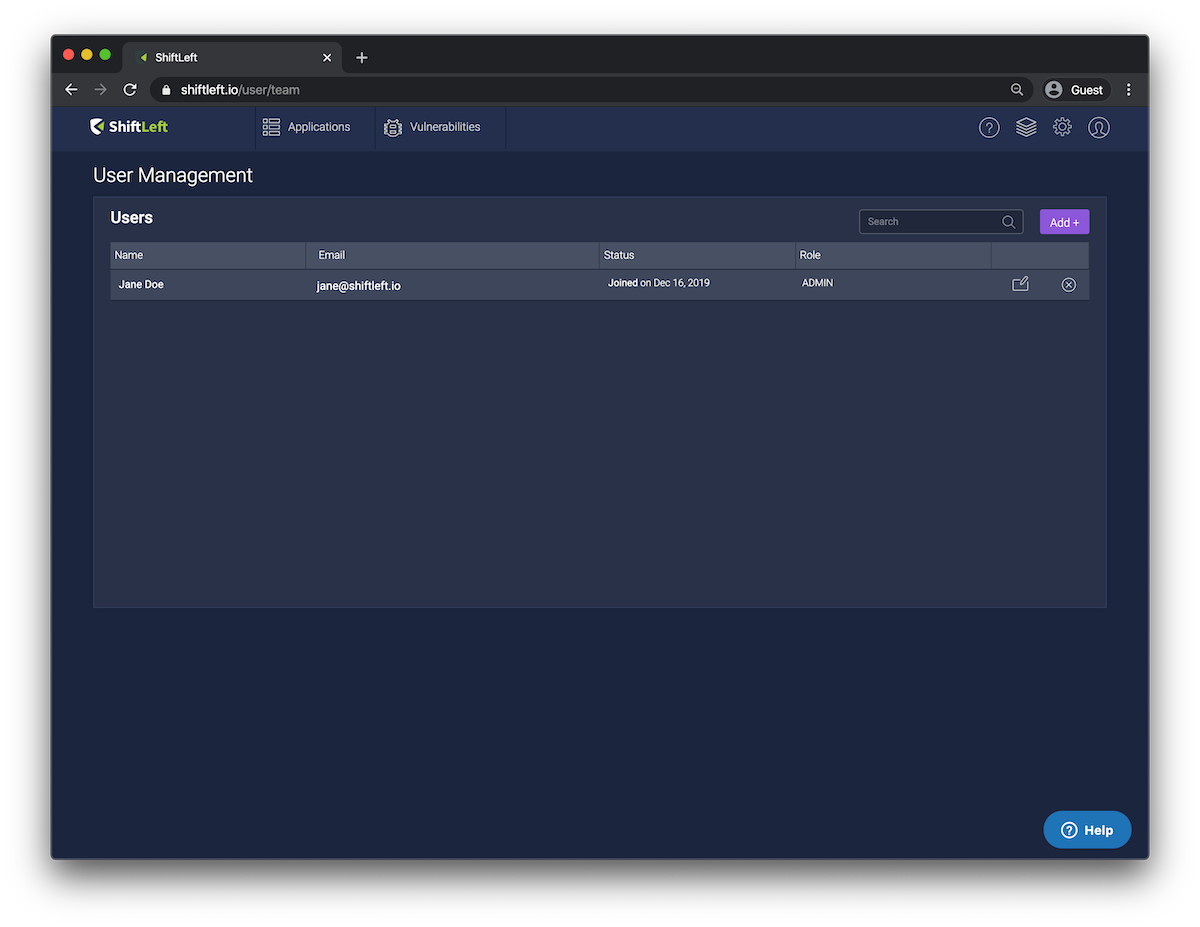 ShiftLeft
shiftleft.io/user/team
Guest
ShiftLeft
Applications
Vulnerabilities
?
User Management
Users
Search
Add +
Name Email Status Role
Jane Doe jane@shiftleft.io Joined on Dec 16, 2019 ADMIN
? Help